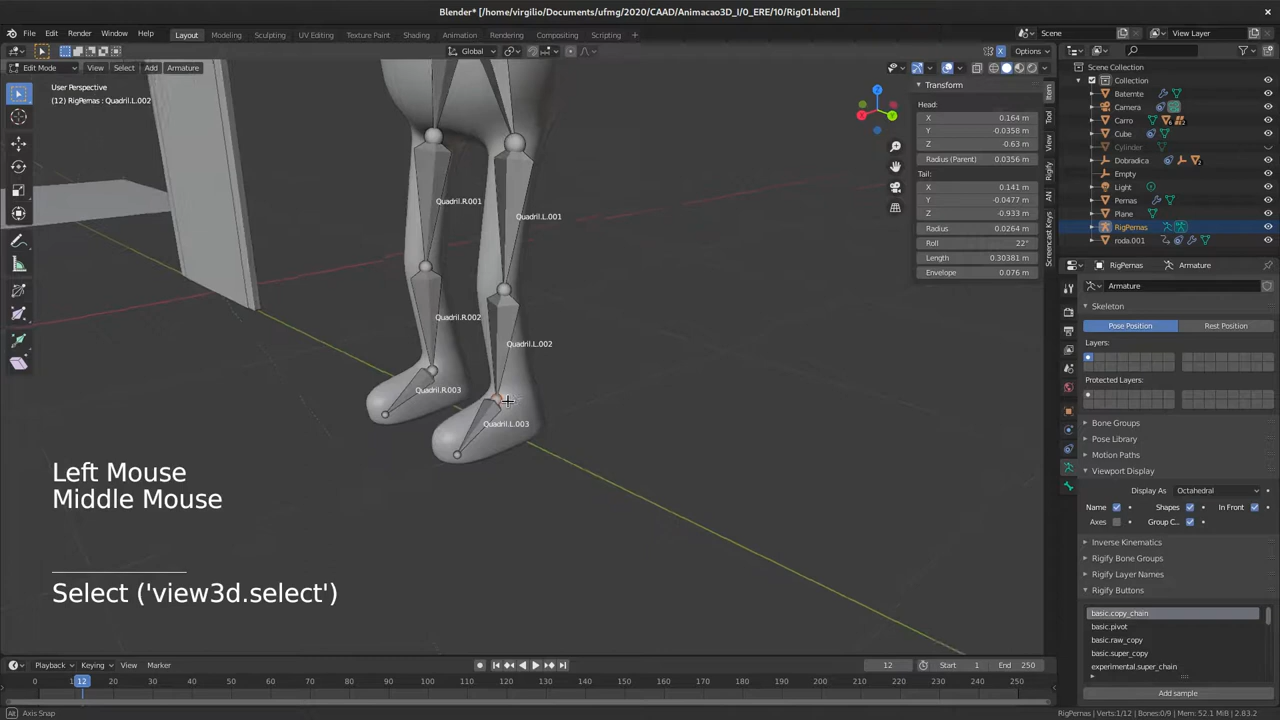 Blender* [/home/virgilio/Documents/ufmg/2020/CAAD/Animacao3D_I/0_ERE/10/Rig01.blend]
File Edit Render Window Help Layout Modeling Sculpting UV Editing Texture Paint Shading Animation Rendering Compositing Scripting + Scene View Layer
Global Options
Edit Mode View Select Add Armature
User Perspective
(12) RigPernas : Quadril.L.002
Quadril.R.001
Quadril.L.001
Quadril.R.002
Quadril.L.002
Quadril.R.003
Quadril.L.003
Left Mouse
Middle Mouse
Select ('view3d.select')
Z
X
Y
Transform
Head:
X 0.164 m
Y -0.0358 m
Z -0.63 m
Radius (Parent) 0.0356 m
Tail:
X 0.141 m
Y -0.0477 m
Z -0.933 m
Radius 0.0264 m
Roll 22°
Length 0.30381 m
Envelope 0.076 m
Item
Tool
View
Rigify
AN
Screencast Keys
Scene Collection
Collection
Batemte
Camera
Carro
Cube
Cylinder
Dobradica
Empty
Light
Pernas
Plane
RigPernas
roda.001
RigPernas Armature
Armature
Skeleton
Pose Position Rest Position
Layers:
Protected Layers:
Bone Groups
Pose Library
Motion Paths
Viewport Display
Display As Octahedral
Name Shapes In Front
Axes Group C...
Inverse Kinematics
Rigify Bone Groups
Rigify Layer Names
Rigify Buttons
basic.copy_chain
basic.pivot
basic.raw_copy
basic.super_copy
experimental.super_chain
Add sample
Playback Keying View Marker 12 Start 1 End 250
0 12 20 30 40 50 60 70 80 90 100 110 120 130 140 150 160 170 180 190 200 210 220 230 240 250
Axis Snap RigPernas | Verts:1/12 | Bones:0/9 | Mem: 52.1 MiB | 2.83.2